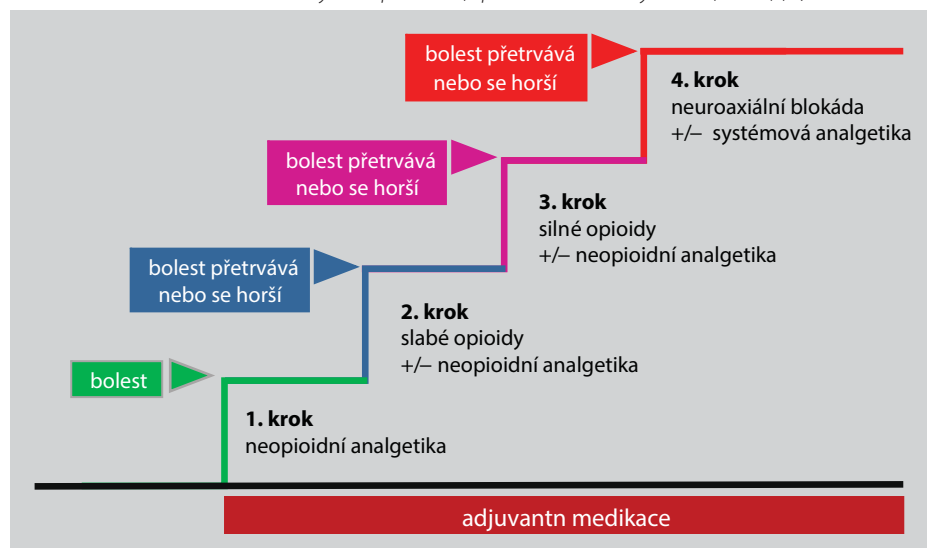 bolest přetrvává
nebo se horší
4. krok
neuroaxiální blokáda
+/– systémová analgetika
bolest přetrvává
nebo se horší
3. krok
silné opioidy
+/– neopioidní analgetika
bolest přetrvává
nebo se horší
2. krok
slabé opioidy
+/– neopioidní analgetika
bolest
1. krok
neopioidní analgetika
adjuvantn medikace